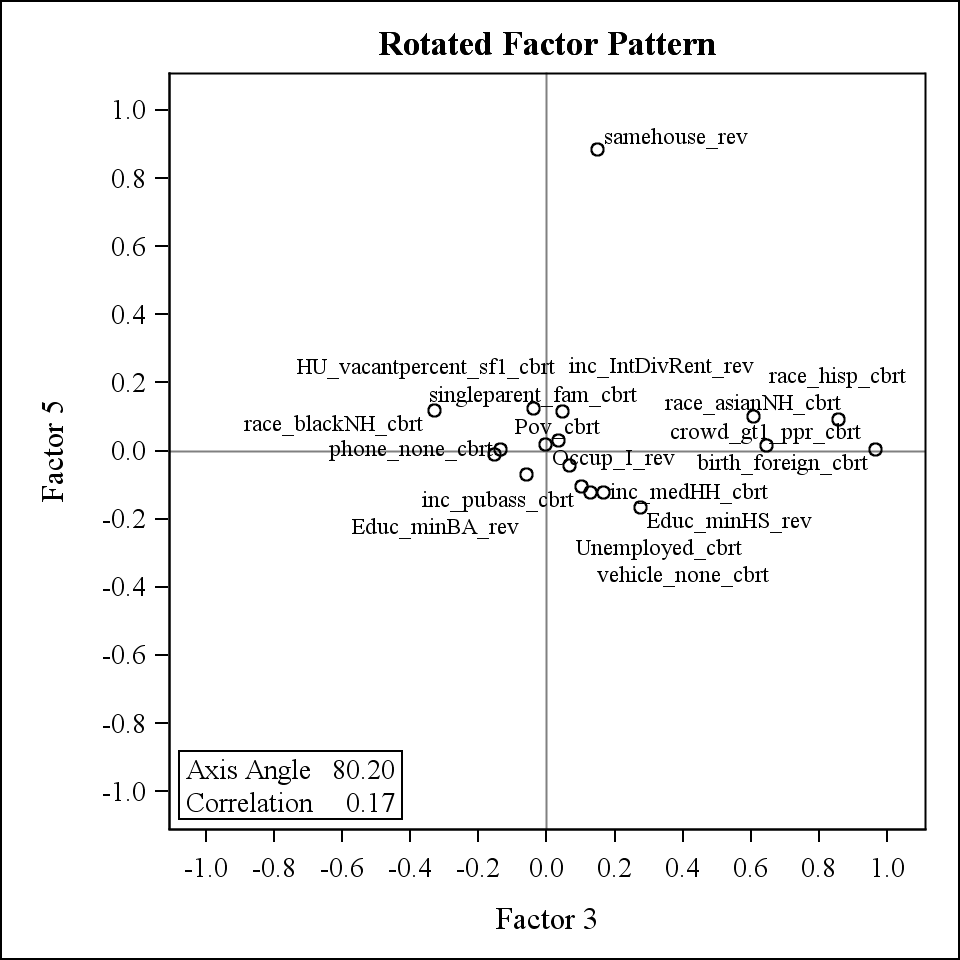 Rotated Factor Pattern
1.0
samehouse_rev
0.8
0.6
0.4
HU_vacantpercent_sf1_cbrt inc_IntDivRent_rev
race_hisp_cbrt
0.2
singleparent_fam_cbrt
race_asianNH_cbrt
race_blackNH_cbrt
Pov_cbrt
crowd_gt1_ppr_cbrt
0.0
phone_none_cbrt
Occup_I_rev
birth_foreign_cbrt
inc_pubass_cbrt
inc_medHH_cbrt
-0.2
Educ_minBA_rev
Educ_minHS_rev
Unemployed_cbrt
vehicle_none_cbrt
-0.4
-0.6
-0.8
-1.0
Factor 5
Axis Angle 80.20
Correlation 0.17
-1.0 -0.8 -0.6 -0.4 -0.2 0.0 0.2 0.4 0.6 0.8 1.0
Factor 3